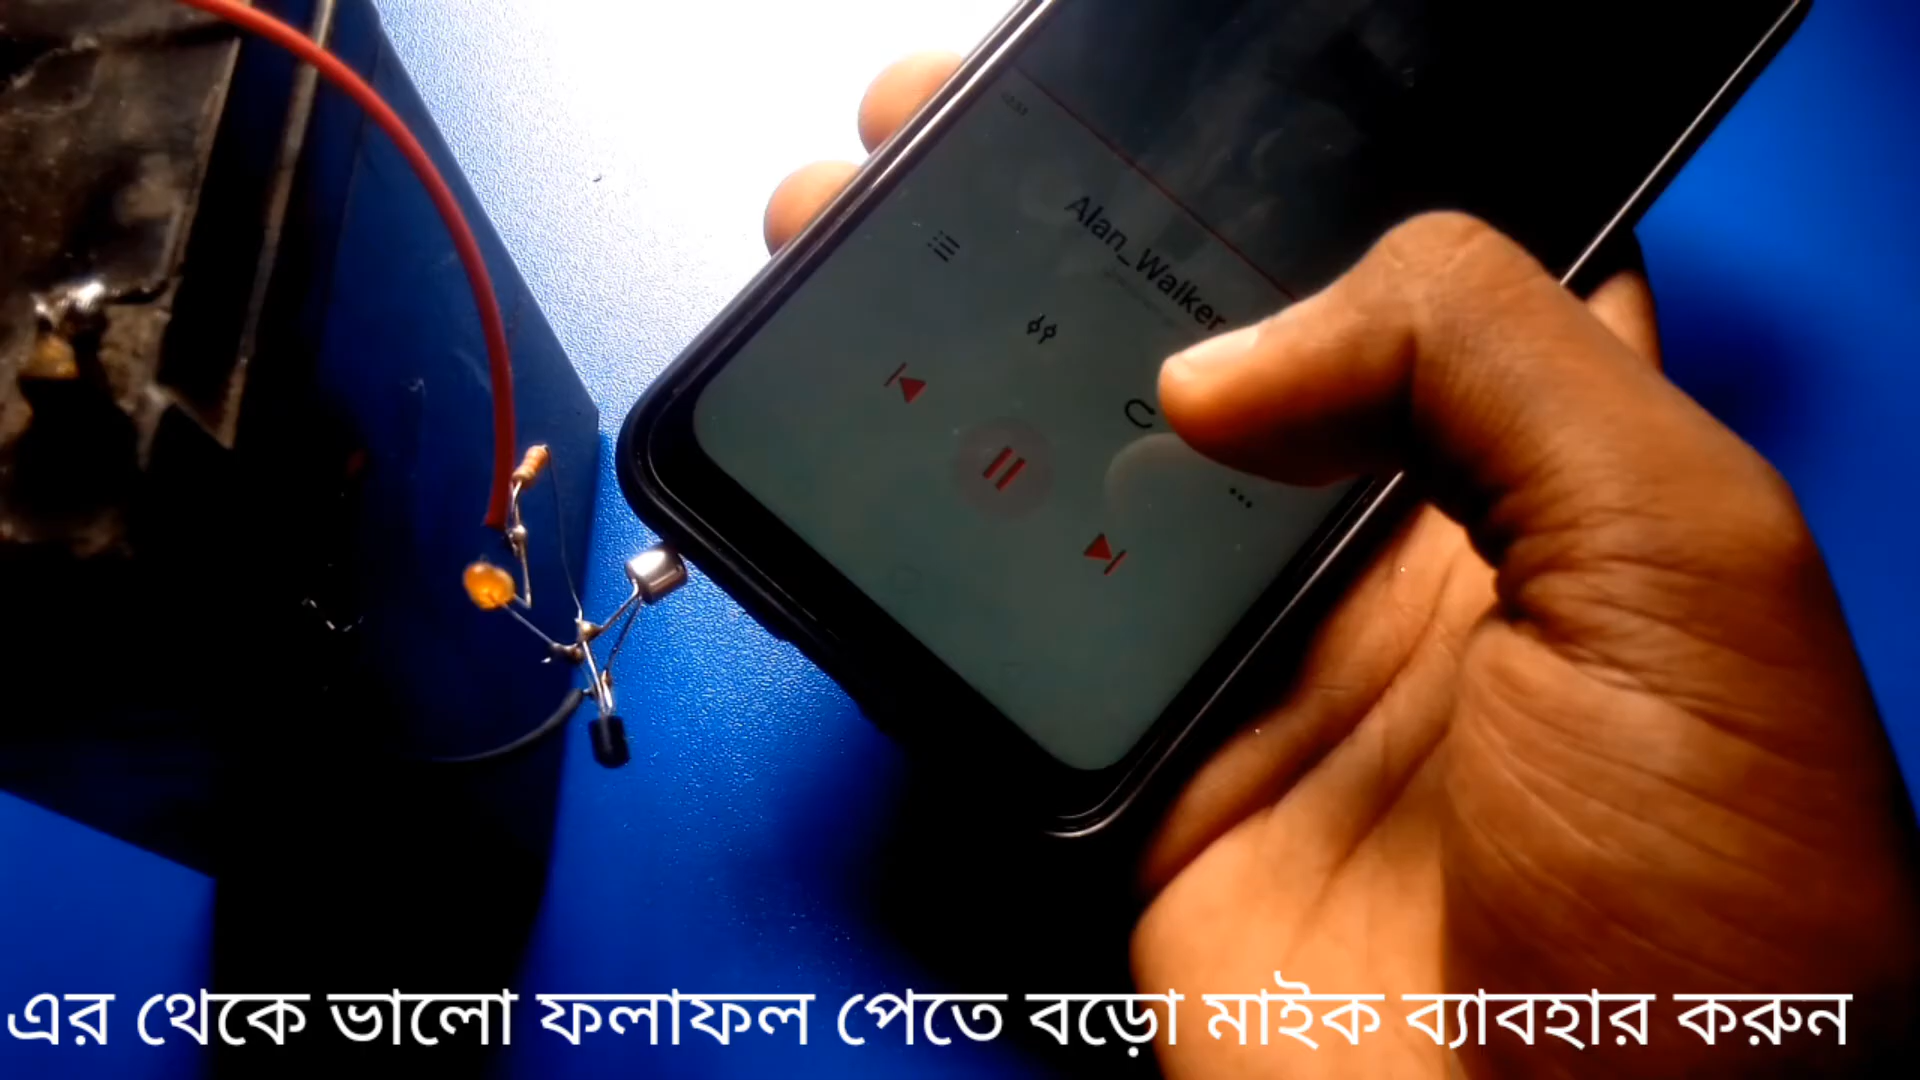 Alan_Walker
এর থেকে ভালো ফলাফল পেতে বড়ো মাইক ব্যাবহার করুন